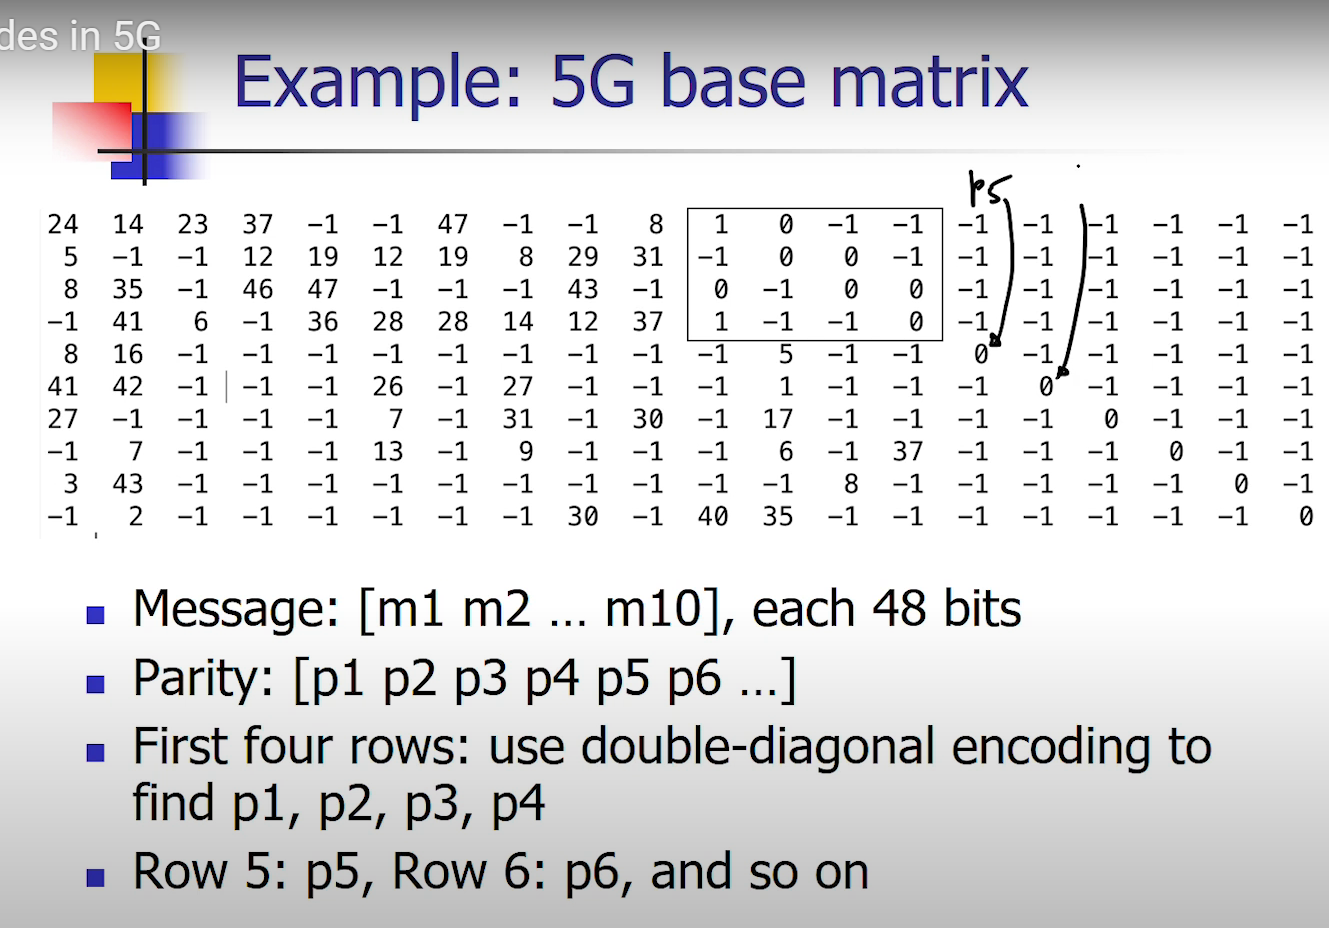 des in 5G
Example: 5G base matrix
p5
24 14 23 37 −1 −1 47 −1 −1 8 1 0 −1 −1 −1 −1 −1 −1 −1 −1
5 −1 −1 12 19 12 19 8 29 31 −1 0 0 −1 −1 −1 −1 −1 −1 −1
8 35 −1 46 47 −1 −1 −1 43 −1 0 −1 0 0 −1 −1 −1 −1 −1 −1
−1 41 6 −1 36 28 28 14 12 37 1 −1 −1 0 −1 −1 −1 −1 −1 −1
8 16 −1 −1 −1 −1 −1 −1 −1 −1 −1 5 −1 −1 0 −1 −1 −1 −1 −1
41 42 −1 −1 −1 26 −1 27 −1 −1 −1 1 −1 −1 −1 0 −1 −1 −1 −1
27 −1 −1 −1 −1 7 −1 31 −1 30 −1 17 −1 −1 −1 −1 0 −1 −1 −1
−1 7 −1 −1 −1 13 −1 9 −1 −1 −1 6 −1 37 −1 −1 −1 0 −1 −1
3 43 −1 −1 −1 −1 −1 −1 −1 −1 −1 −1 8 −1 −1 −1 −1 −1 0 −1
−1 2 −1 −1 −1 −1 −1 −1 30 −1 40 35 −1 −1 −1 −1 −1 −1 −1 0
Message: [m1 m2 ... m10], each 48 bits
Parity: [p1 p2 p3 p4 p5 p6 ...]
First four rows: use double-diagonal encoding to
find p1, p2, p3, p4
Row 5: p5, Row 6: p6, and so on